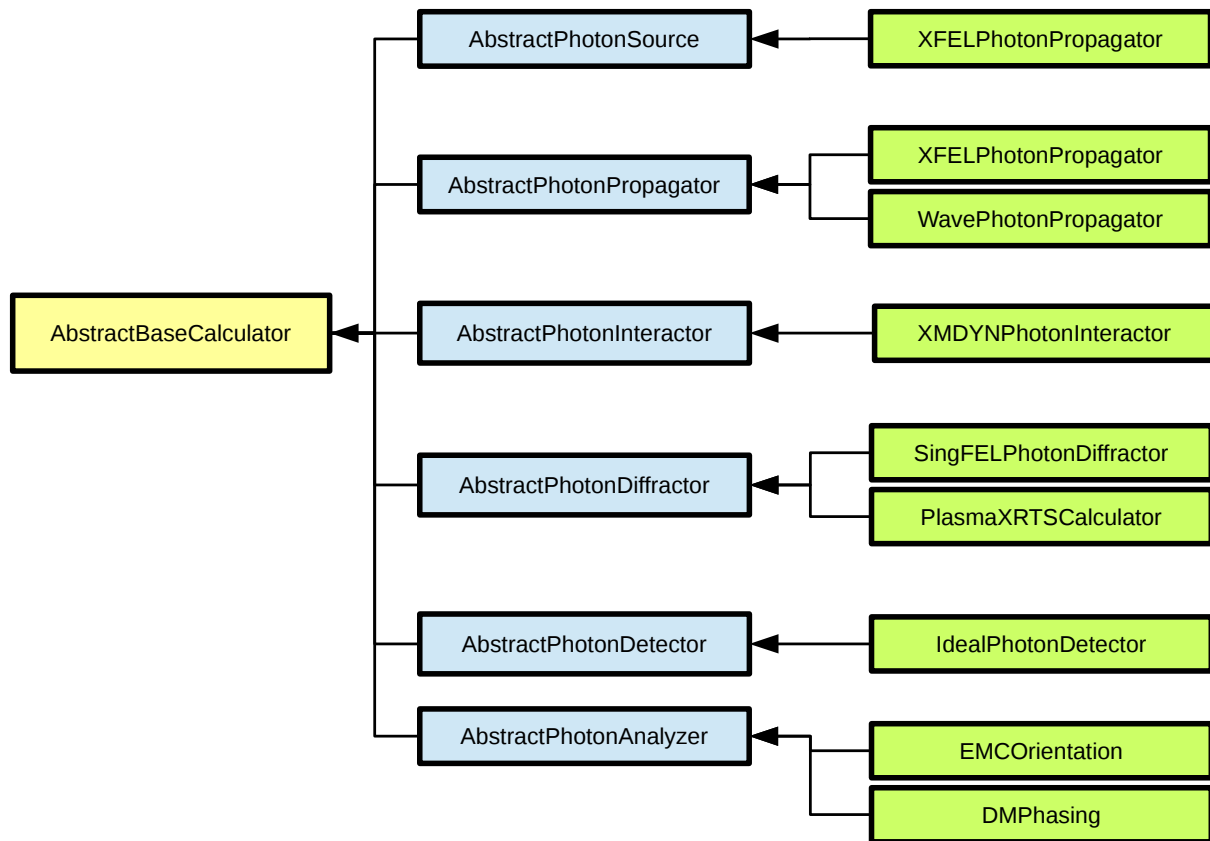 AbstractPhotonSource
XFELPhotonPropagator
XFELPhotonPropagator
AbstractPhotonPropagator
WavePhotonPropagator
AbstractBaseCalculator
AbstractPhotonInteractor
XMDYNPhotonInteractor
SingFELPhotonDiffractor
AbstractPhotonDiffractor
PlasmaXRTSCalculator
AbstractPhotonDetector
IdealPhotonDetector
AbstractPhotonAnalyzer
EMCOrientation
DMPhasing